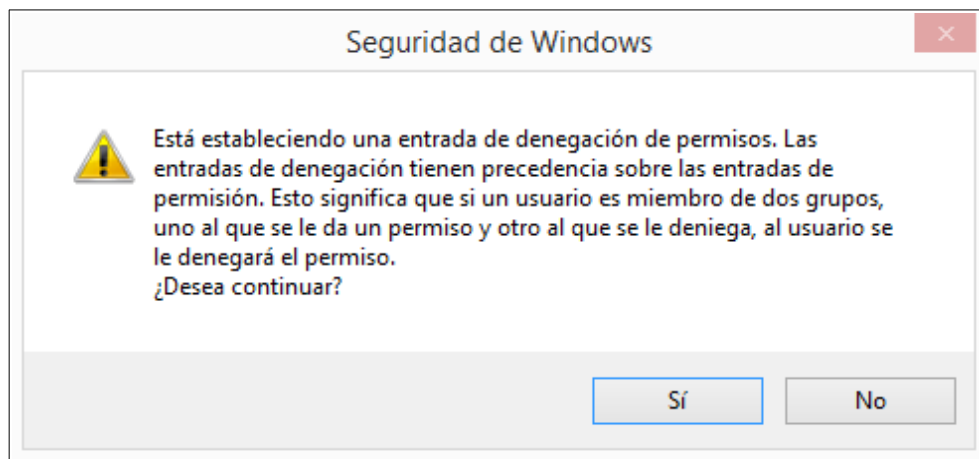 Seguridad de Windows
Está estableciendo una entrada de denegación de permisos. Las
entradas de denegación tienen precedencia sobre las entradas de
permisión. Esto significa que si un usuario es miembro de dos grupos,
uno al que se le da un permiso y otro al que se le deniega, al usuario se
le denegará el permiso.
¿Desea continuar?
Sí
No